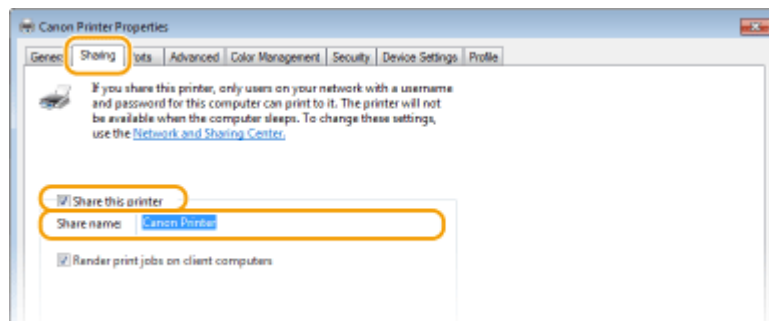 Canon Printer Properties
General Sharing Ports Advanced Color Management Security Device Settings Profile
If you share this printer, only users on your network with a username
and password for this computer can print to it. The printer will not
be available when the computer sleeps. To change these settings,
use the Network and Sharing Center.
Share this printer
Share name: Canon Printer
Render print jobs on client computers